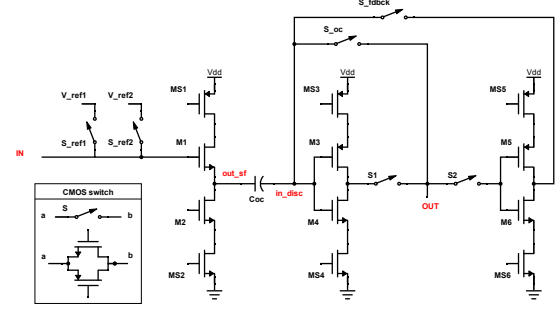 S_fdbck
S_oc
Vdd
Vdd
Vdd
MS1
MS3
MS5
V_ref1
V_ref2
S_ref1
S_ref2
M1
M3
M5
IN
out_sf
Coc
in_disc
S1
S2
OUT
CMOS switch
a
S
b
a
b
M2
M4
M6
MS2
MS4
MS6